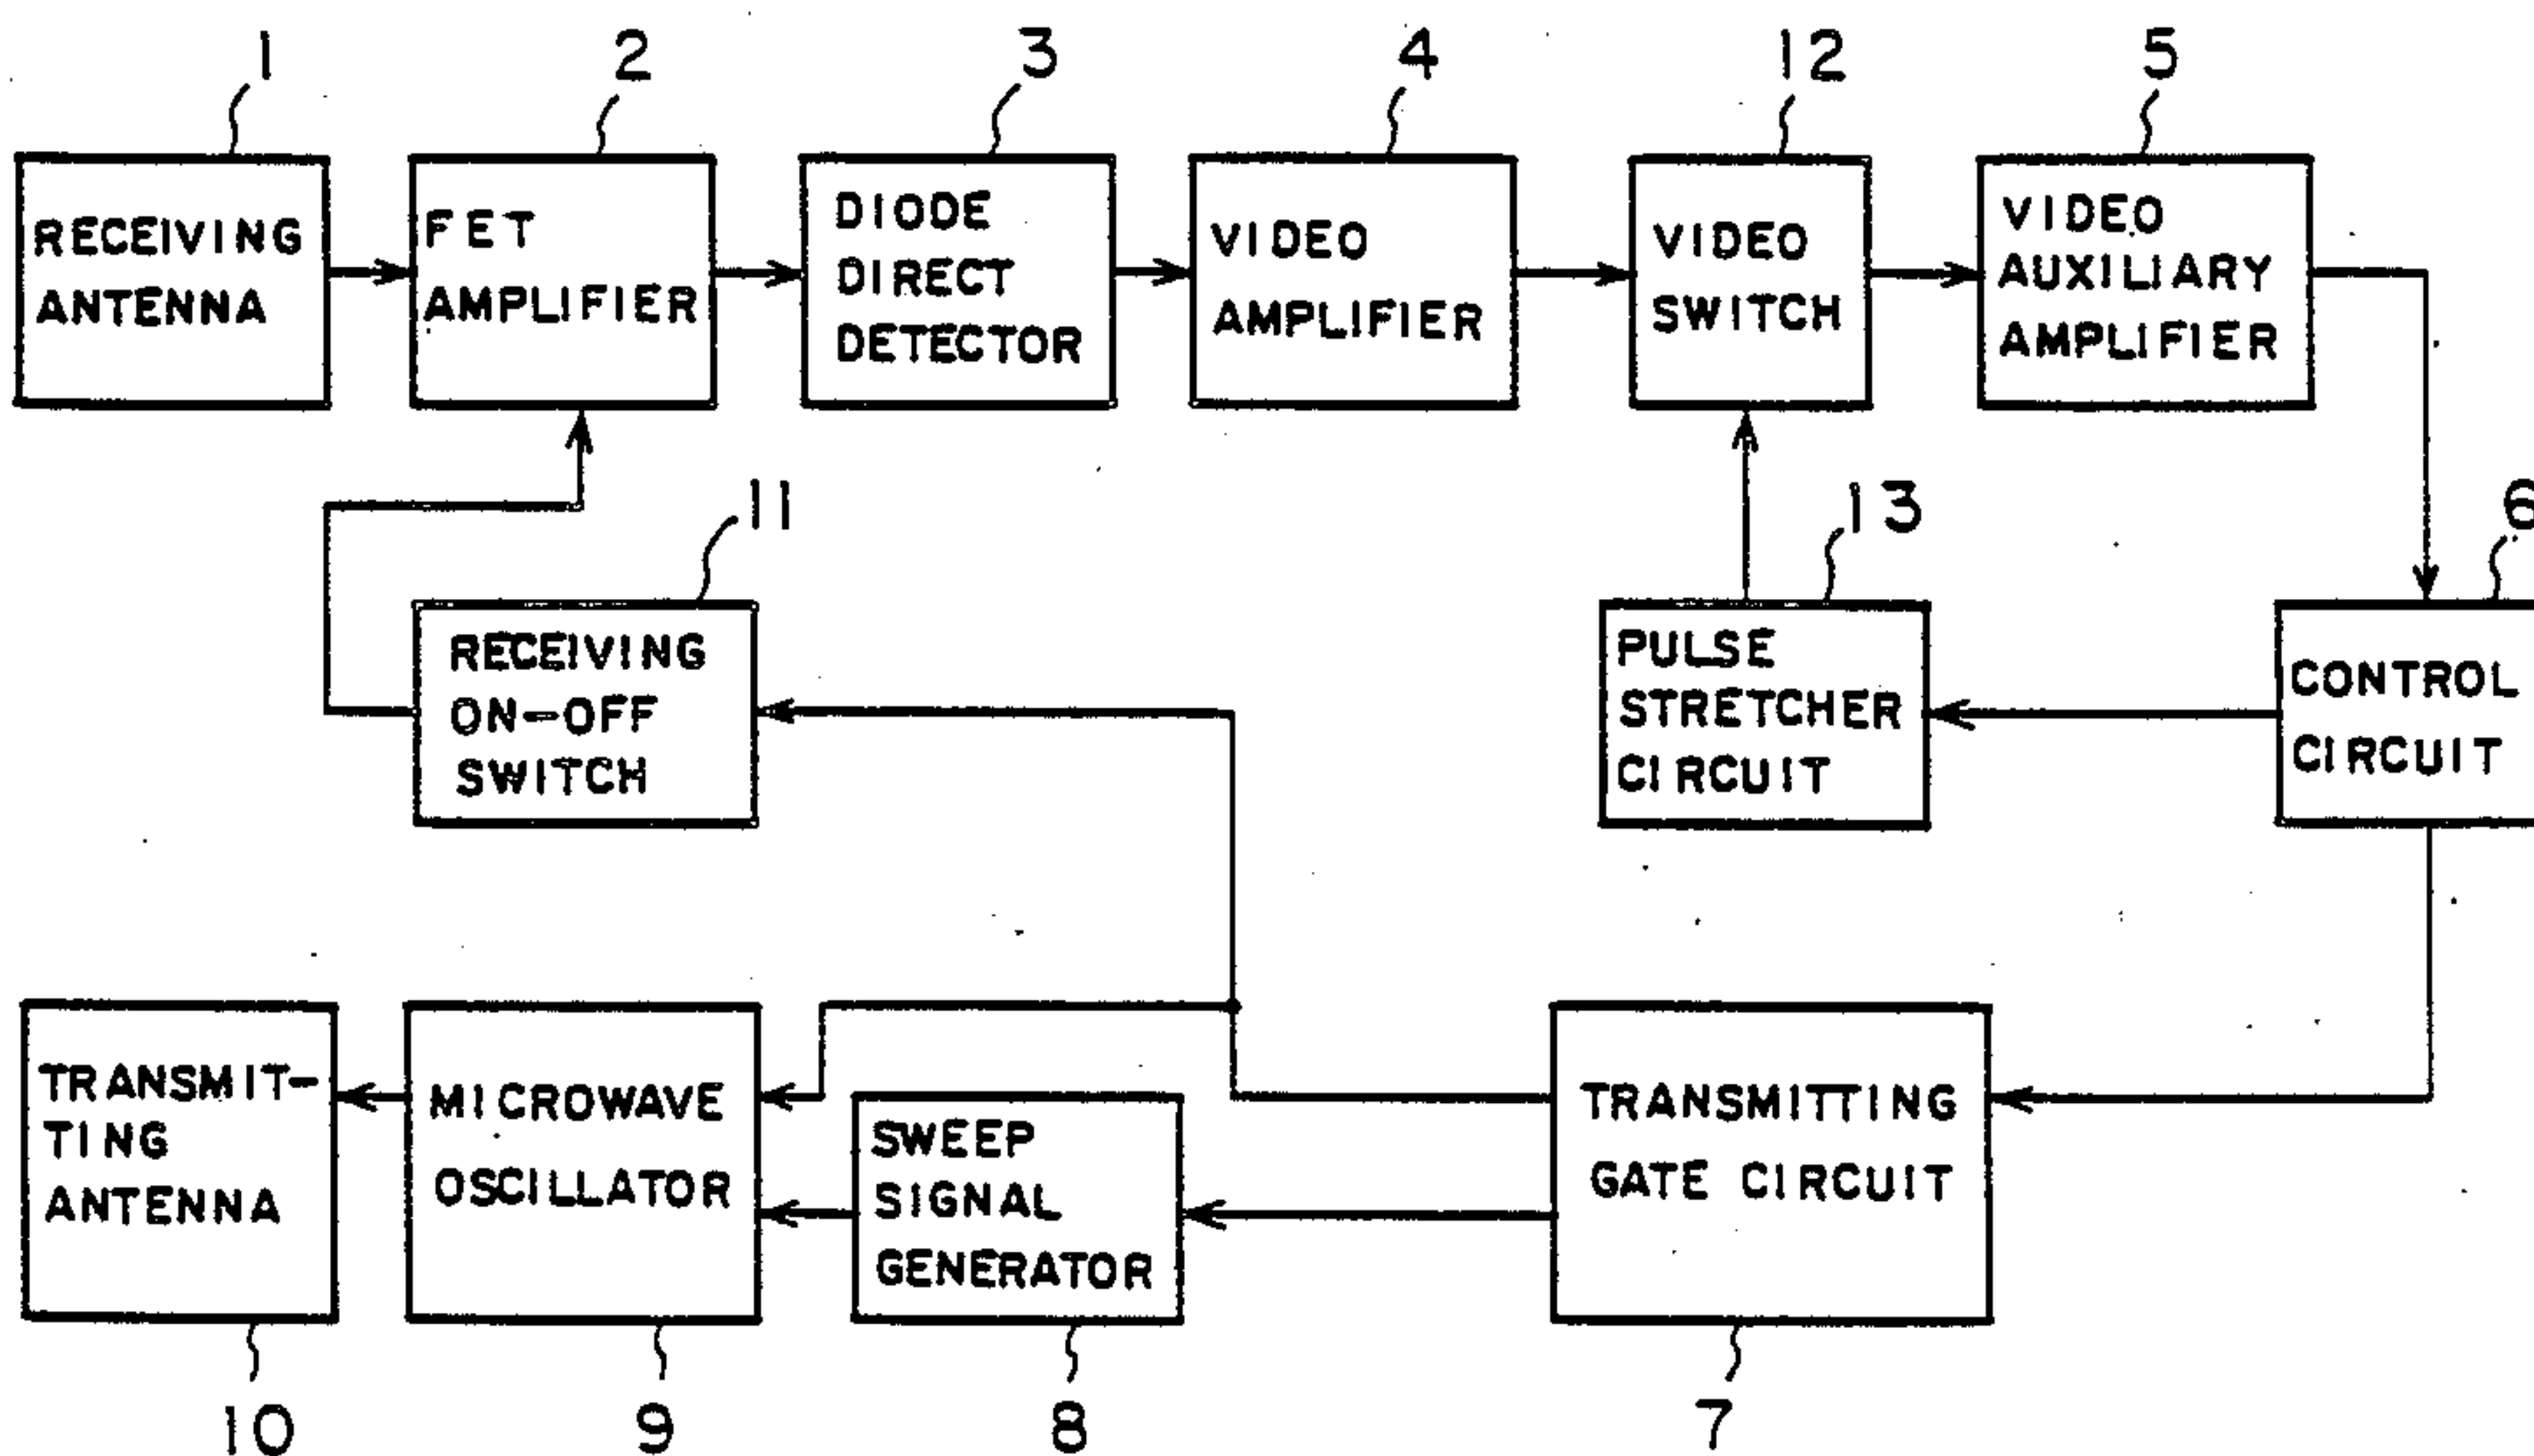 1
2
3
4
12
5
RECEIVING
ANTENNA
FET
AMPLIFIER
DIODE
DIRECT
DETECTOR
VIDEO
AMPLIFIER
VIDEO
SWITCH
VIDEO
AUXILIARY
AMPLIFIER
11
13
6
RECEIVING
ON-OFF
SWITCH
PULSE
STRETCHER
CIRCUIT
CONTROL
CIRCUIT
TRANSMIT-
TING
ANTENNA
MICROWAVE
OSCILLATOR
SWEEP
SIGNAL
GENERATOR
TRANSMITTING
GATE CIRCUIT
10
9
8
7